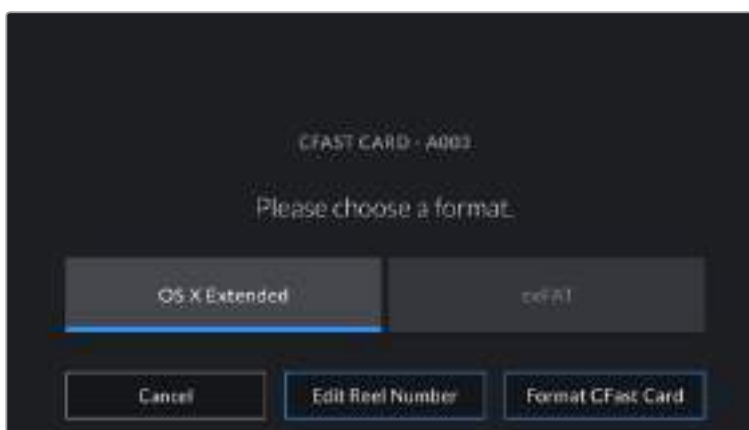 CFAST CARD - A003
Please choose a format.
OS X Extended exFAT
Cancel Edit Reel Number Format CFast Card